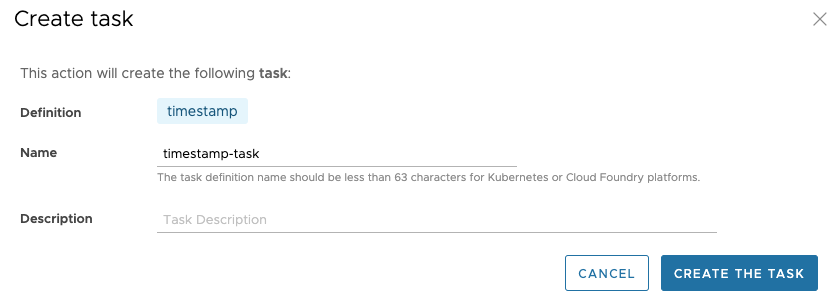 Create task
This action will create the following task:
Definition timestamp
Name timestamp-task
The task definition name should be less than 63 characters for Kubernetes or Cloud Foundry platforms.
Description Task Description
CANCEL CREATE THE TASK